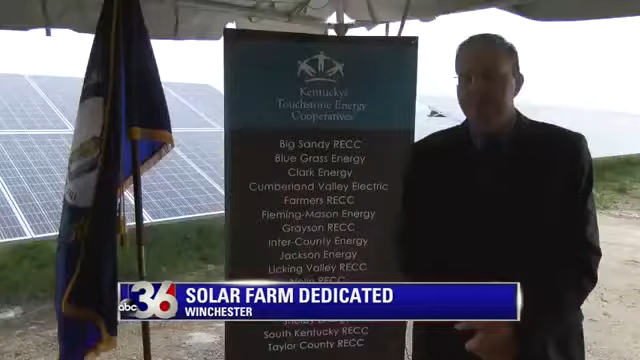 Kentucky's
Touchstone Energy
Cooperatives
Big Sandy RECC
Blue Grass Energy
Clark Energy
Cumberland Valley Electric
Farmers RECC
Fleming-Mason Energy
Grayson RECC
Inter-County Energy
Jackson Energy
Licking Valley RECC
Nolin RECC
abc 36
SOLAR FARM DEDICATED
WINCHESTER
South Kentucky RECC
Taylor County RECC